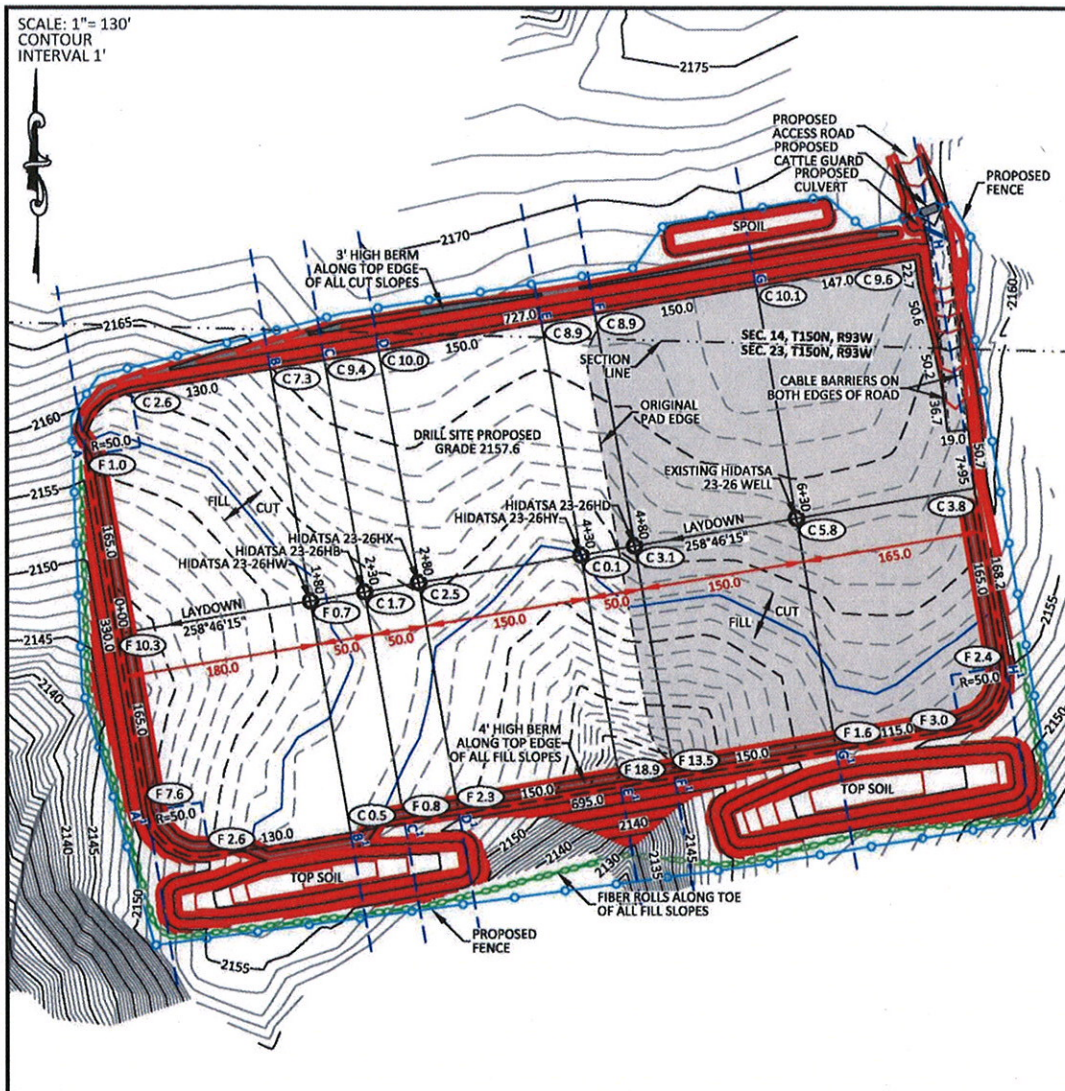 SCALE: 1"= 130'
CONTOUR
INTERVAL 1'
2175
PROPOSED
ACCESS ROAD
PROPOSED
CATTLE GUARD
PROPOSED
CULVERT
PROPOSED
FENCE
SPOIL
2170
3' HIGH BERM
ALONG TOP EDGE
OF ALL CUT SLOPES
H
G
22.7
C 9.6
147.0
C 10.1
2160
2165
727.0
E
F
150.0
C 8.9
C 8.9
50.6
SEC. 14, T150N, R93W
SEC. 23, T150N, R93W
SECTION
LINE
B
C
D
150.0
C 10.0
C 9.4
C 7.3
130.0
C 2.6
CABLE BARRIERS ON
BOTH EDGES OF ROAD
50.2
436.7
2160
ORIGINAL
PAD EDGE
DRILL SITE PROPOSED
GRADE 2157.6
19.0
50.7
7+95
A
R=50.0
F 1.0
2155
FILL
CUT
EXISTING HIDATSA
23-26 WELL
6+30
C 3.8
C 5.8
HIDATSA 23-26HD
HIDATSA 23-26HY
4+80
4+30
LAYDOWN
258°46'15"
C 3.1
C 0.1
165.0
168.2
165.0
HIDATSA 23-26HX
HIDATSA 23-26HB
HIDATSA 23-26HW
2+80
2+30
1+80
C 2.5
C 1.7
F 0.7
150.0
50.0
2150
165.0
0+00
330.0
LAYDOWN
258°46'15"
CUT
FILL
2155
2145
F 10.3
150.0
50.0
50.0
180.0
F 2.4
R=50.0
H¹
2140
165.0
4' HIGH BERM
ALONG TOP EDGE
OF ALL FILL SLOPES
F 3.0
115.0
F 1.6
G¹
150.0
F 13.5
F¹
F 18.9
E¹
2150
F 7.6
150.0
695.0
F 2.3
F 0.8
C 0.5
D¹
C¹
B¹
A¹
R=50.0
F 2.6
130.0
TOP SOIL
2140
2145
2150
2140
2130
2140
2135
2145
TOP SOIL
2150
FIBER ROLLS ALONG TOE
OF ALL FILL SLOPES
PROPOSED
FENCE
2155